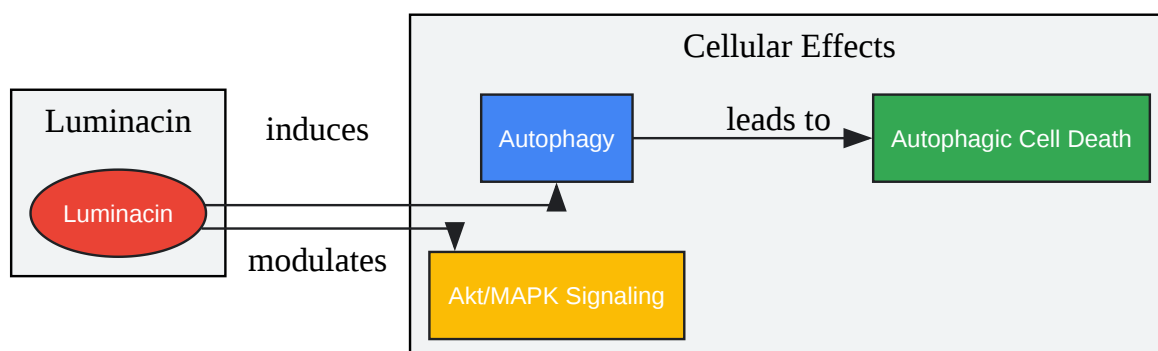 Cellular Effects
Luminacin
induces
leads to
Autophagy
Autophagic Cell Death
Luminacin
modulates
Akt/MAPK Signaling